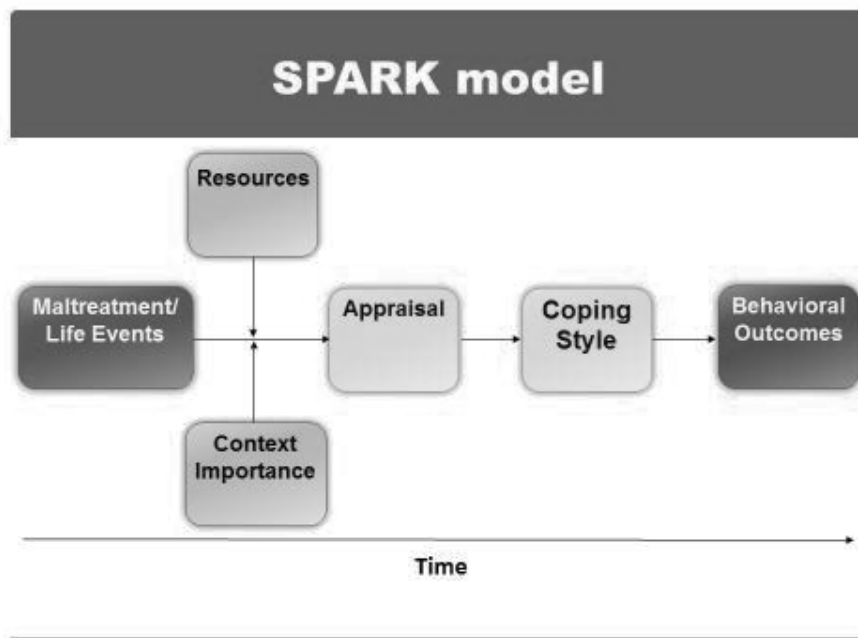 SPARK model
Resources
Maltreatment/
Life Events
Appraisal
Coping
Style
Behavioral
Outcomes
Context
Importance
Time